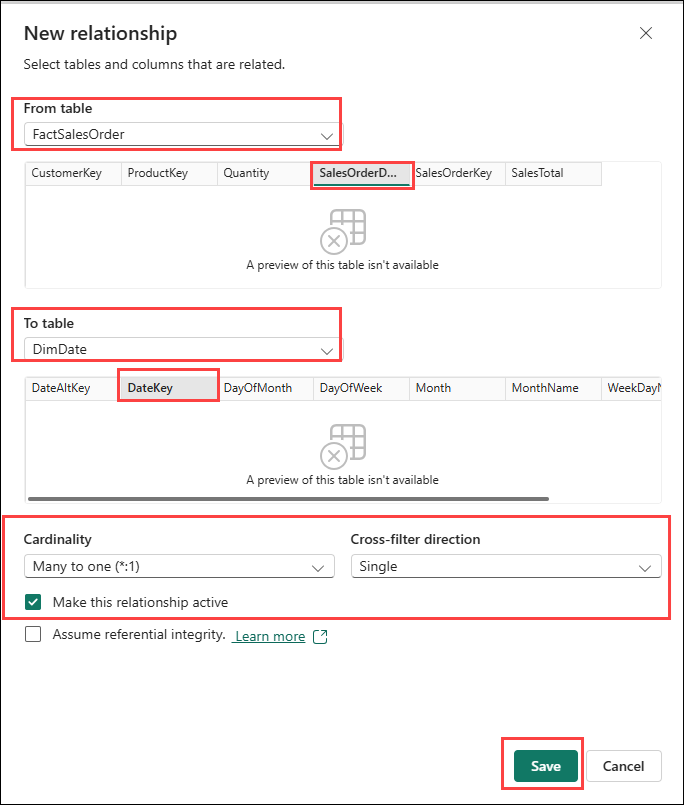 New relationship
Select tables and columns that are related.
From table
FactSalesOrder
CustomerKey ProductKey Quantity SalesOrderD... SalesOrderKey SalesTotal
A preview of this table isn't available
To table
DimDate
DateAltKey DateKey DayOfMonth DayOfWeek Month MonthName WeekDayN
A preview of this table isn't available
Cardinality Cross-filter direction
Many to one (*:1) Single
Make this relationship active
Assume referential integrity. Learn more
Save Cancel